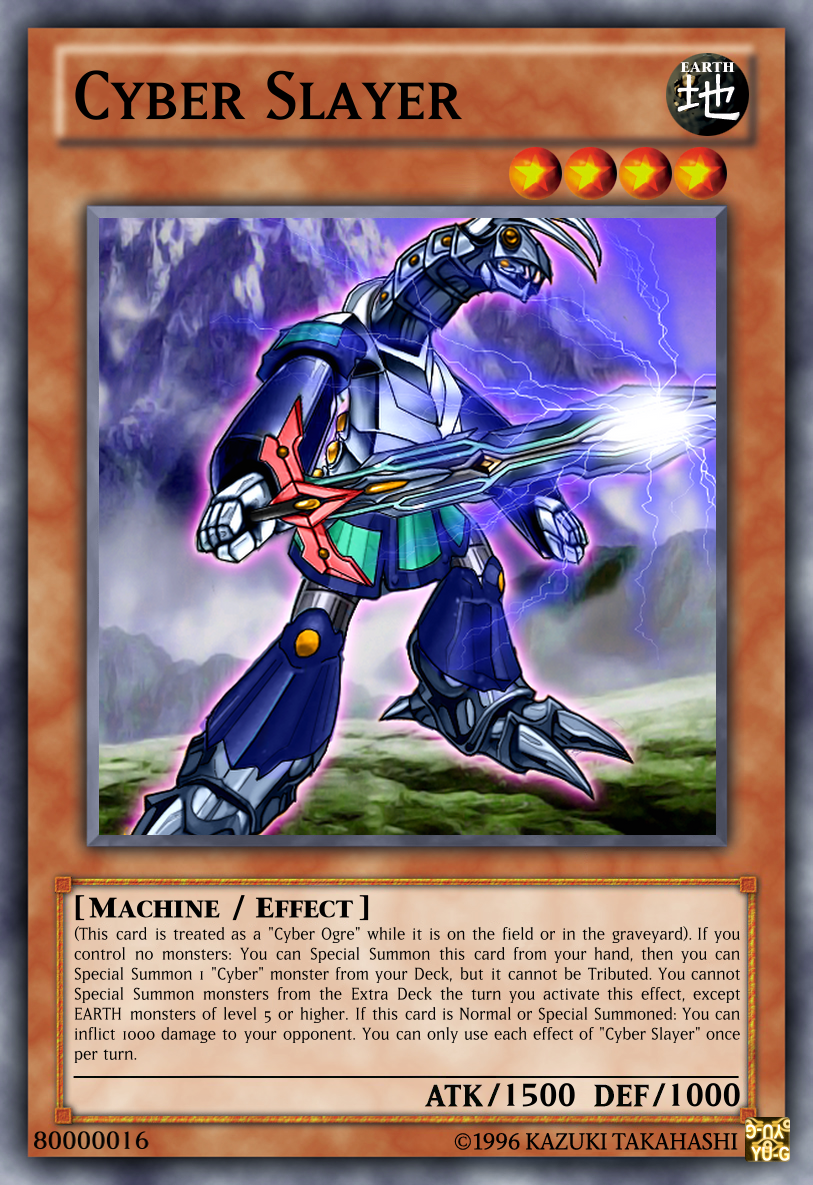 Cyber Slayer
EARTH
地
[ Machine / Effect ]
(This card is treated as a "Cyber Ogre" while it is on the field or in the graveyard). If you
control no monsters: You can Special Summon this card from your hand, then you can
Special Summon 1 "Cyber" monster from your Deck, but it cannot be Tributed. You cannot
Special Summon monsters from the Extra Deck the turn you activate this effect, except
EARTH monsters of level 5 or higher. If this card is Normal or Special Summoned: You can
inflict 1000 damage to your opponent. You can only use each effect of "Cyber Slayer" once
per turn.
ATK/1500 DEF/1000
80000016 ©1996 KAZUKI TAKAHASHI